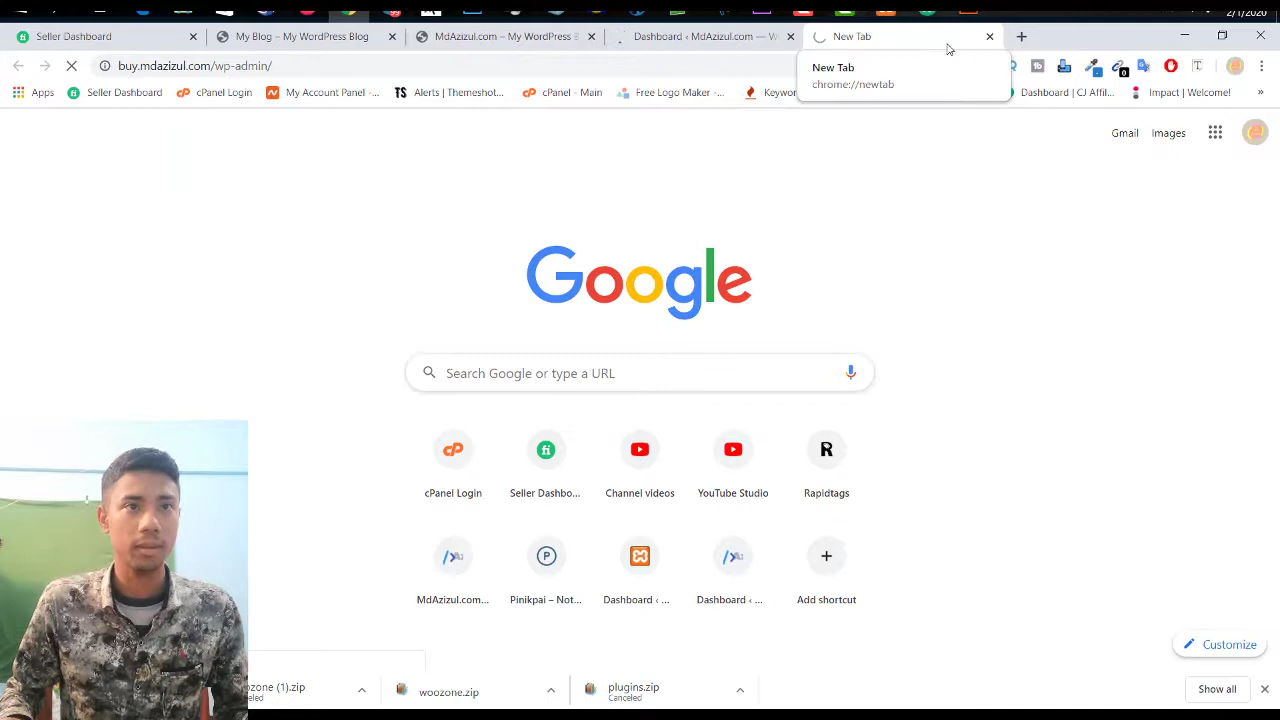 2/1/2020
Seller Dashboard
My Blog – My WordPress Blog
MdAzizul.com – My WordPress B
Dashboard ‹ MdAzizul.com — W
New Tab
buy.mdazizul.com/wp-admin/
New Tab
chrome://newtab
Apps
Seller Dashboard
cPanel Login
My Account Panel -...
Alerts | Themeshot...
cPanel - Main
Free Logo Maker -...
Keywor
Dashboard | CJ Affil...
Impact | Welcome!
»
Gmail
Images
Google
Search Google or type a URL
cPanel Login
Seller Dashbo...
Channel videos
YouTube Studio
Rapidtags
MdAzizul.com...
Pinikpai – Not...
Dashboard ‹ ...
Dashboard ‹ ...
Add shortcut
Customize
ozone (1).zip
eled
woozone.zip
plugins.zip
Canceled
Show all